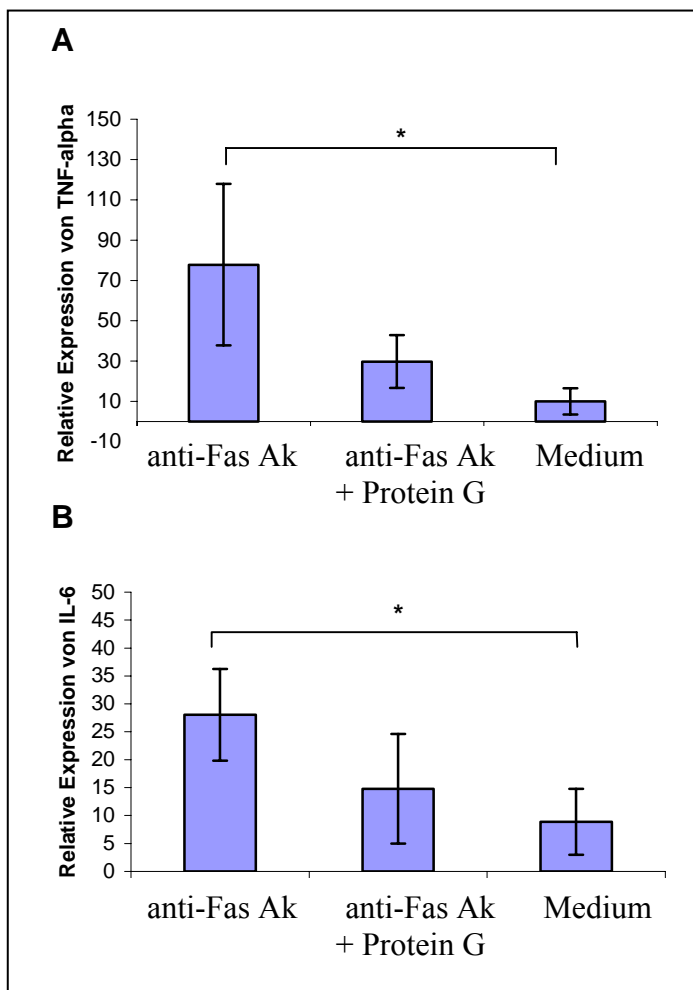 A
Relative Expression von TNF-alpha
150
130
110
90
70
50
30
10
-10
*
anti-Fas Ak
anti-Fas Ak
+ Protein G
Medium
B
Relative Expression von IL-6
50
45
40
35
30
25
20
15
10
5
0
*
anti-Fas Ak
anti-Fas Ak
+ Protein G
Medium